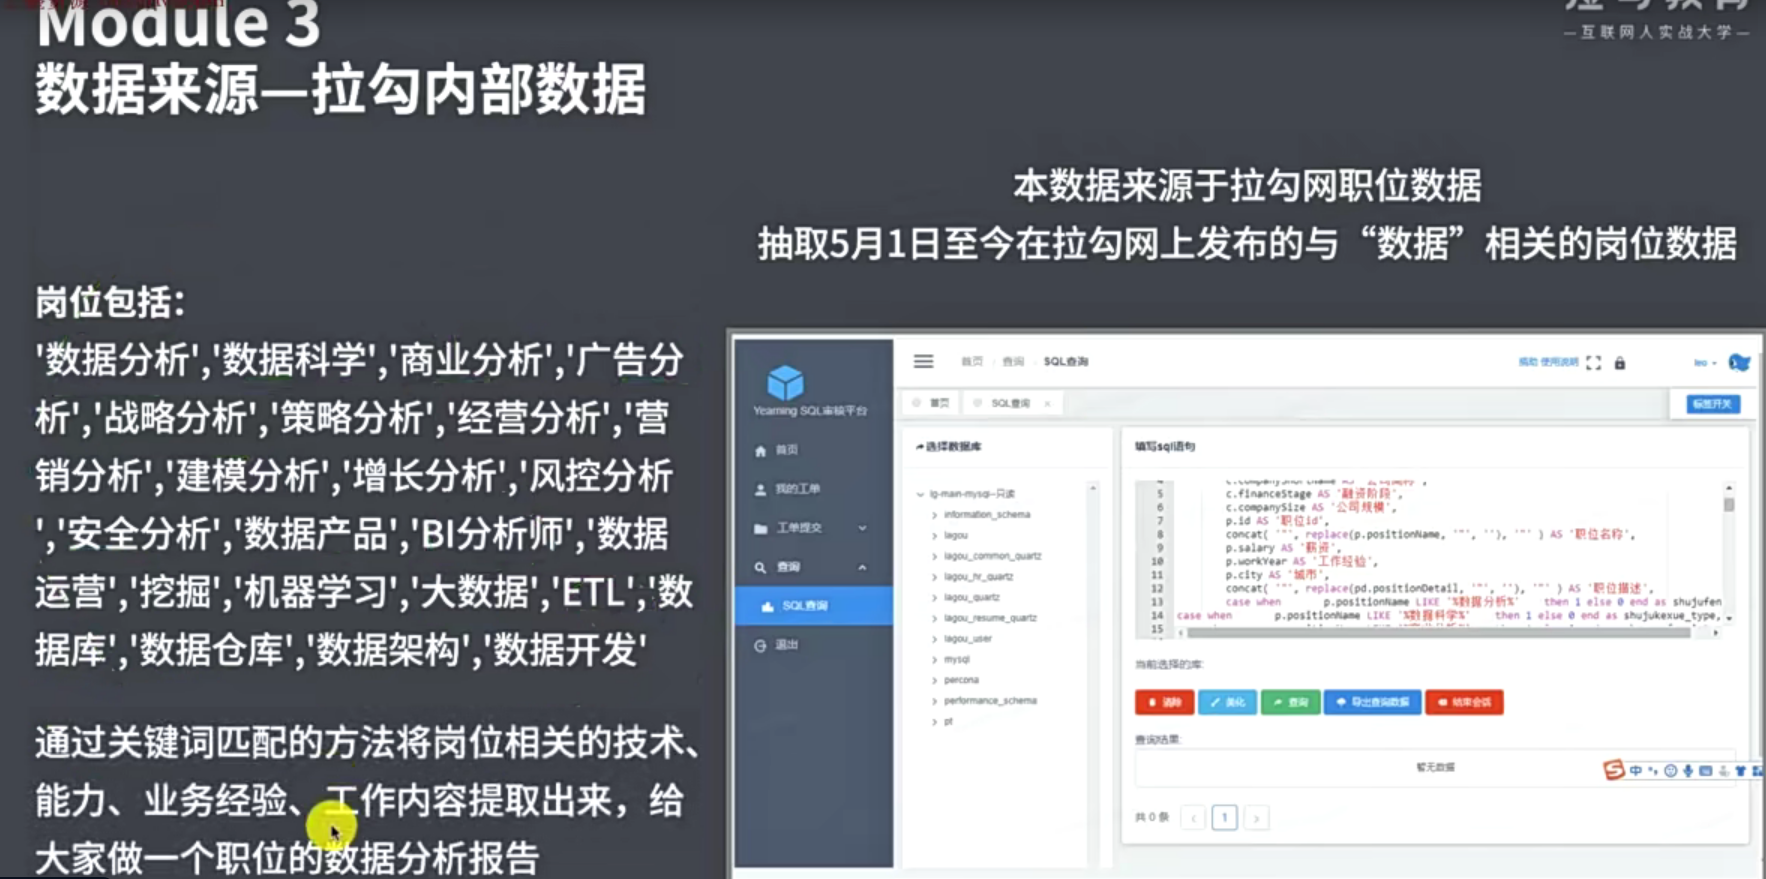 Module 3
数据来源—拉勾内部数据
—互联网人实战大学—
本数据来源于拉勾网职位数据
抽取5月1日至今在拉勾网上发布的与“数据”相关的岗位数据
岗位包括：
'数据分析','数据科学','商业分析','广告分
析','战略分析','策略分析','经营分析','营
销分析','建模分析','增长分析','风控分析
','安全分析','数据产品','BI分析师','数据
运营','挖掘','机器学习','大数据','ETL','数
据库','数据仓库','数据架构','数据开发'
通过关键词匹配的方法将岗位相关的技术、
能力、业务经验、工作内容提取出来，给
大家做一个职位的数据分析报告
Yearning SQL审核平台
首页
我的工单
工单提交
查询
SQL查询
退出
首页 / 查询 / SQL查询
捐助 使用说明
leo
首页
SQL查询 ×
标签开关
选择数据库
lg-main-mysql--只读
information_schema
lagou
lagou_common_quartz
lagou_hr_quartz
lagou_quartz
lagou_resume_quartz
lagou_user
mysql
percona
performance_schema
pt
填写sql语句
5 c.financeStage AS '融资阶段',
6 c.companySize AS '公司规模',
7 p.id AS '职位id',
8 concat( '"', replace(p.positionName, '"', ''), '"' ) AS '职位名称',
9 p.salary AS '薪资',
10 p.workYear AS '工作经验',
11 p.city AS '城市',
12 concat( '"', replace(pd.positionDetail, '"', ''), '"' ) AS '职位描述',
13 case when p.positionName LIKE '%数据分析%' then 1 else 0 end as shujufen
14 case when p.positionName LIKE '%数据科学%' then 1 else 0 end as shujukexue_type,
15
当前选择的库:
清除
美化
查询
导出查询数据
结束会话
查询结果:
暂无数据
中
共 0 条
1